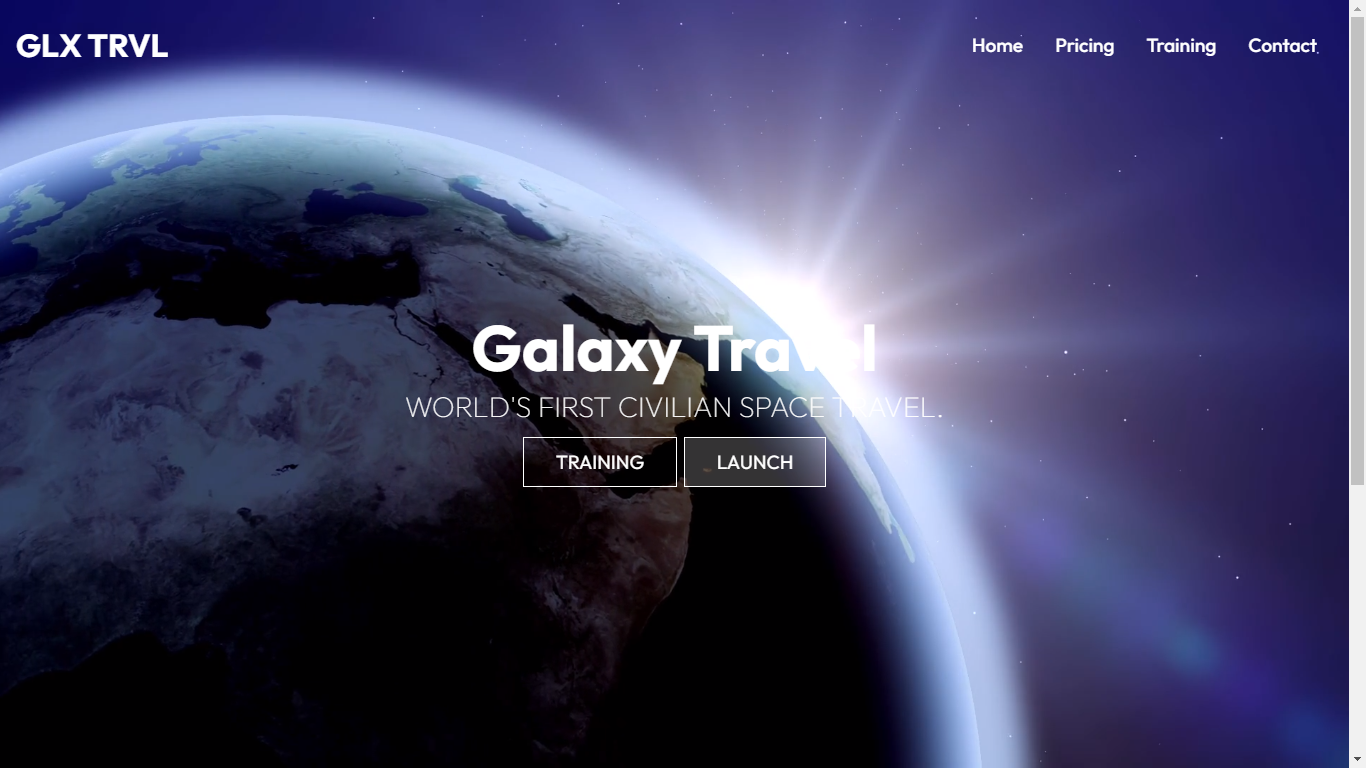 GLX TRVL
Home Pricing Training Contact
Galaxy Travel
WORLD'S FIRST CIVILIAN SPACE TRAVEL.
TRAINING LAUNCH